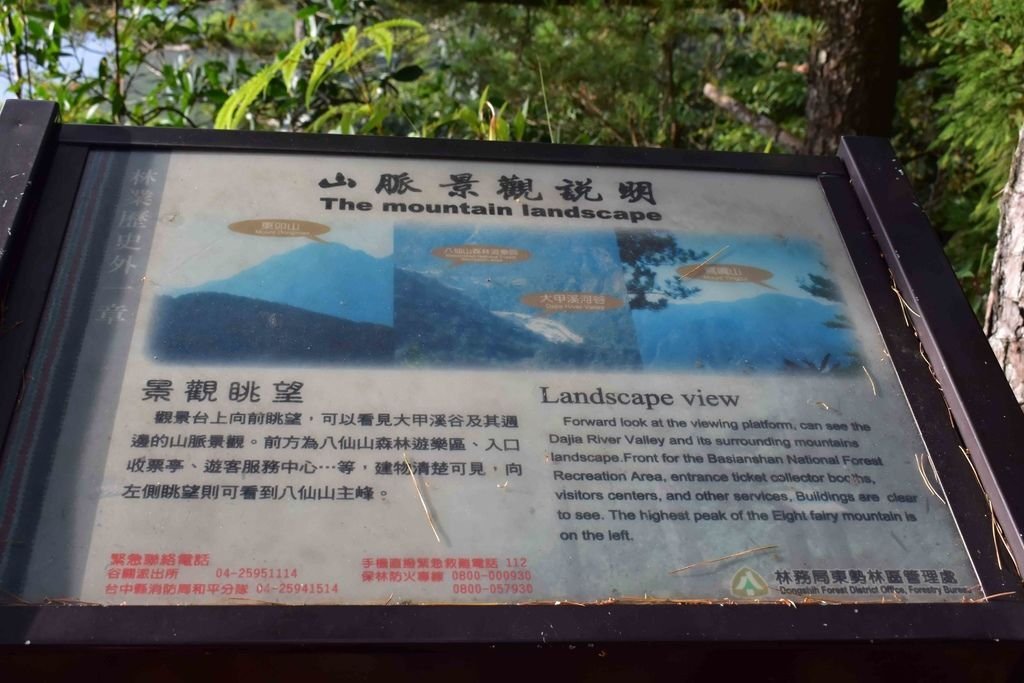 林業歷史外一章
山脈景觀說明
The mountain landscape
東卯山
八仙山森林遊樂區
大甲溪河谷
Dajia River Valley
景觀眺望
觀景台上向前眺望，可以看見大甲溪谷及其週
邊的山脈景觀。前方為八仙山森林遊樂區、入口
收票亭、遊客服務中心…等，建物清楚可見，向
左側眺望則可看到八仙山主峰。
Landscape view
Forward look at the viewing platform, can see the
Dajia River Valley and its surrounding mountains
landscape.Front for the Basianshan National Forest
Recreation Area, entrance ticket collector booths,
visitors centers, and other services, Buildings are clear
to see. The highest peak of the Eight fairy mountain is
on the left.
緊急聯絡電話
谷關派出所 04-25951114
台中縣消防局和平分隊 04-25941514
手機直撥緊急救難電話 112
保林防火專線 0800-000930
0800-057930
林務局東勢林區管理處
Dongshih Forest District Office, Forestry Bureau